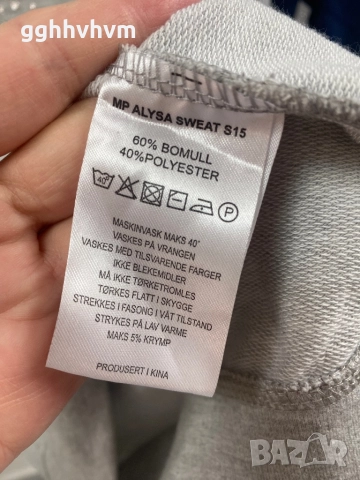 gghhvhvm
MP ALYSA SWEAT S15
60% BOMULL
40%POLYESTER
40°
P
MASKINVASK MAKS 40°
VASKES PÅ VRANGEN
VASKES MED TILSVARENDE FARGER
IKKE BLEKEMIDLER
MÅ IKKE TØRKETROMLES
TØRKES FLATT I SKYGGE
STREKKES I FASONG I VÅT TILSTAND
STRYKES PÅ LAV VARME
MAKS 5% KRYMP
PRODUSERT I KINA
BAZAR